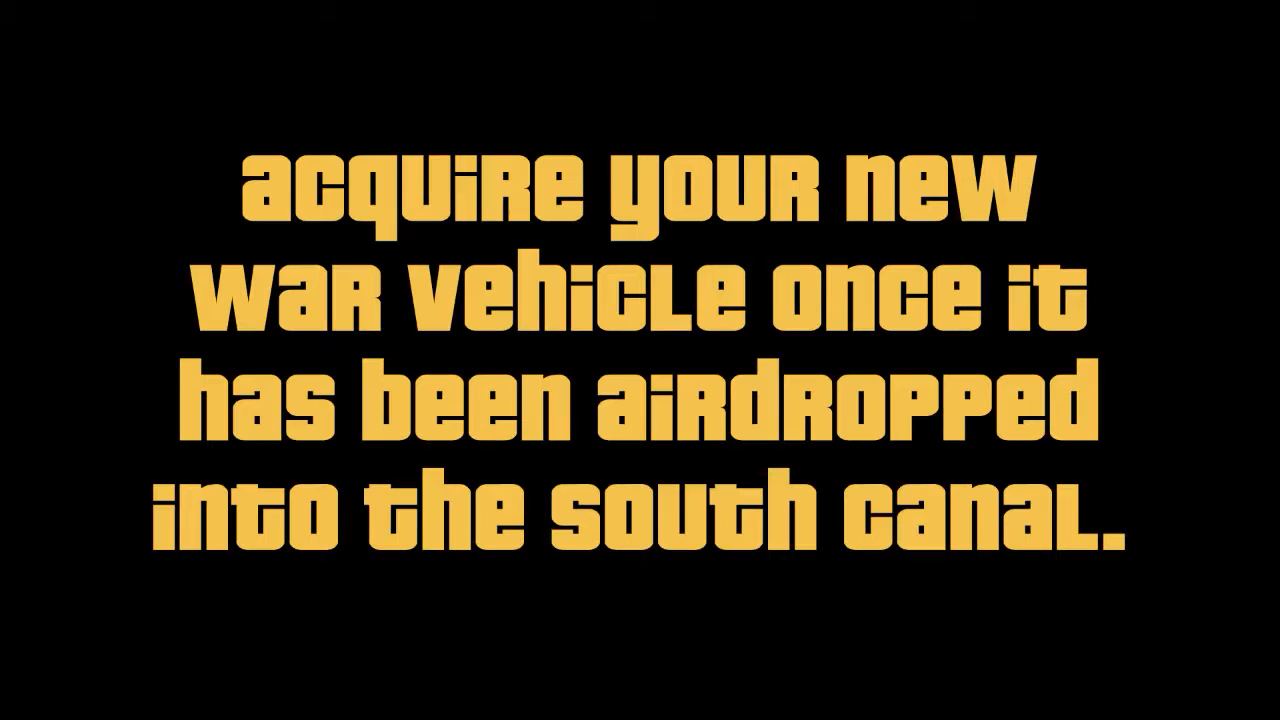 acquire your new
war vehicle once it
has been airdropped
into the south canal.